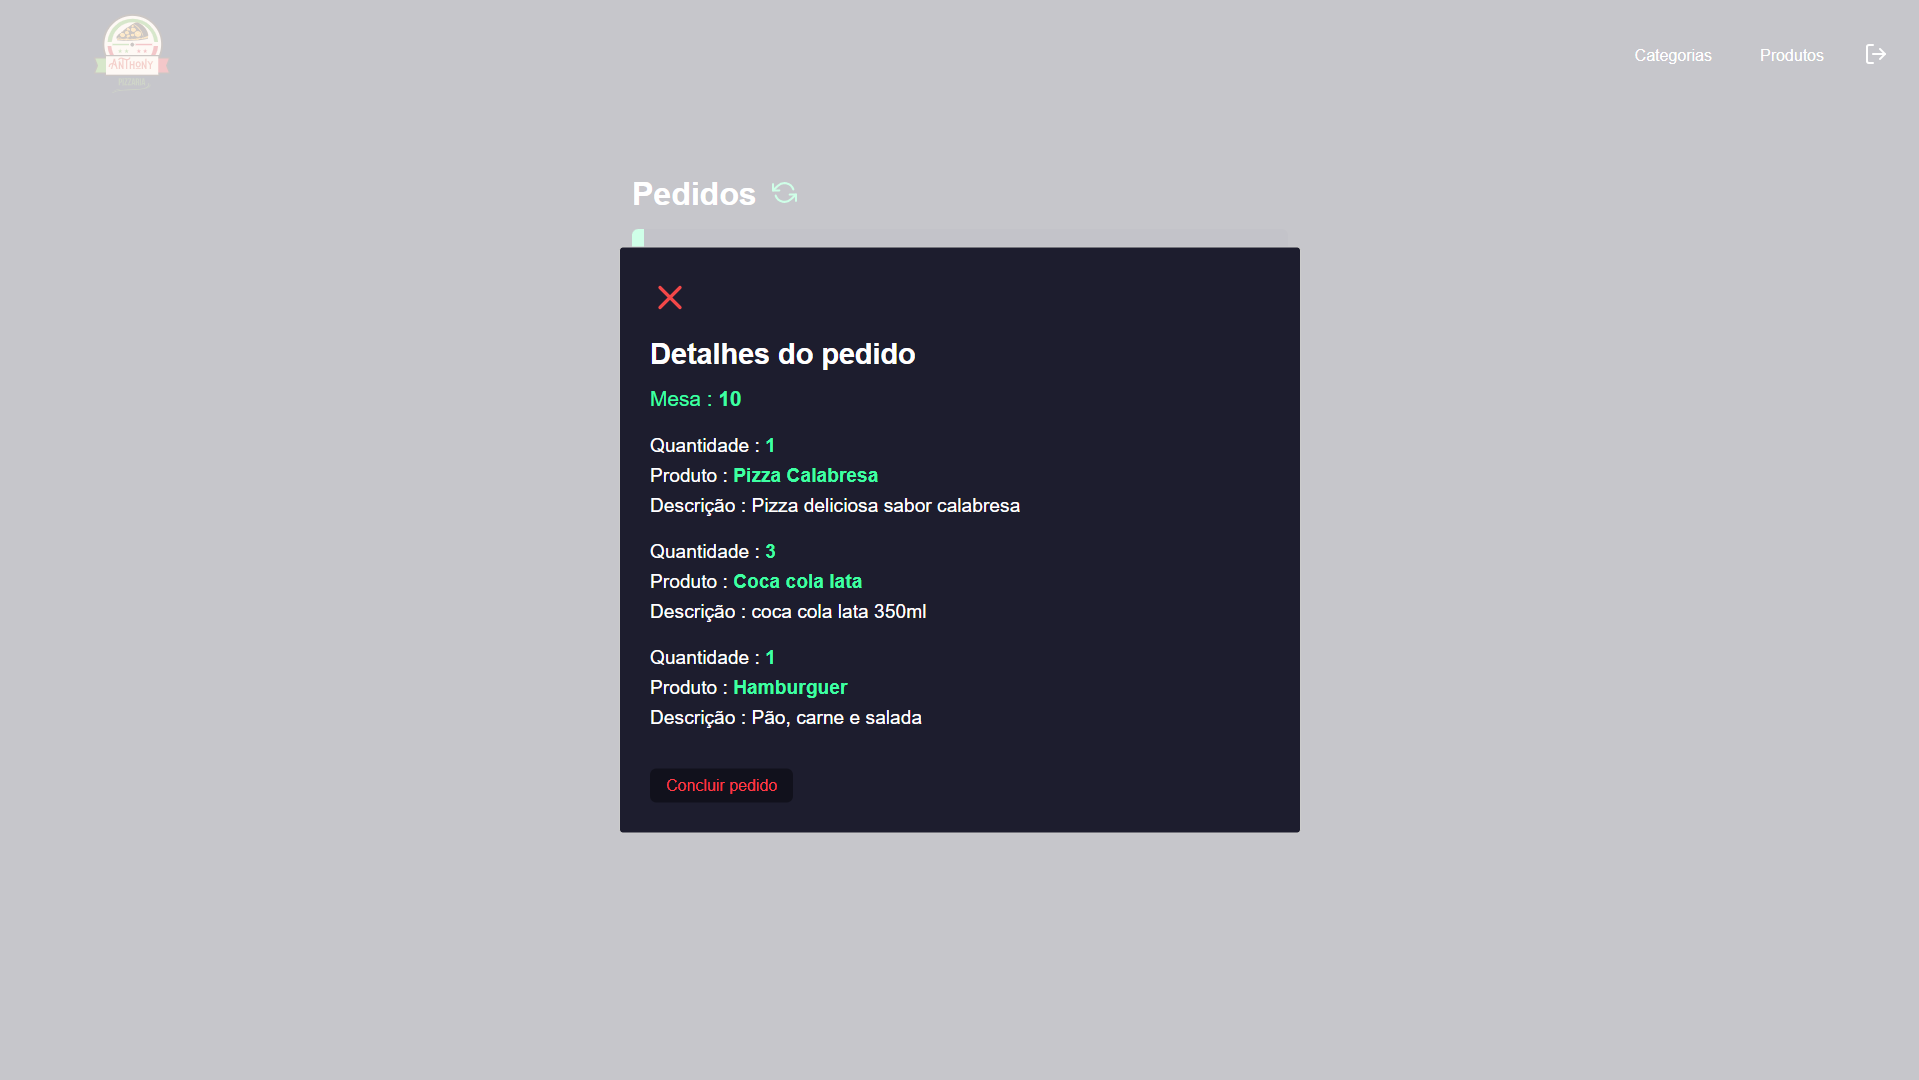 ANTHONY
Categorias
Produtos
Pedidos
Detalhes do pedido
Mesa : 10
Quantidade : 1
Produto : Pizza Calabresa
Descrição : Pizza deliciosa sabor calabresa
Quantidade : 3
Produto : Coca cola lata
Descrição : coca cola lata 350ml
Quantidade : 1
Produto : Hamburguer
Descrição : Pão, carne e salada
Concluir pedido